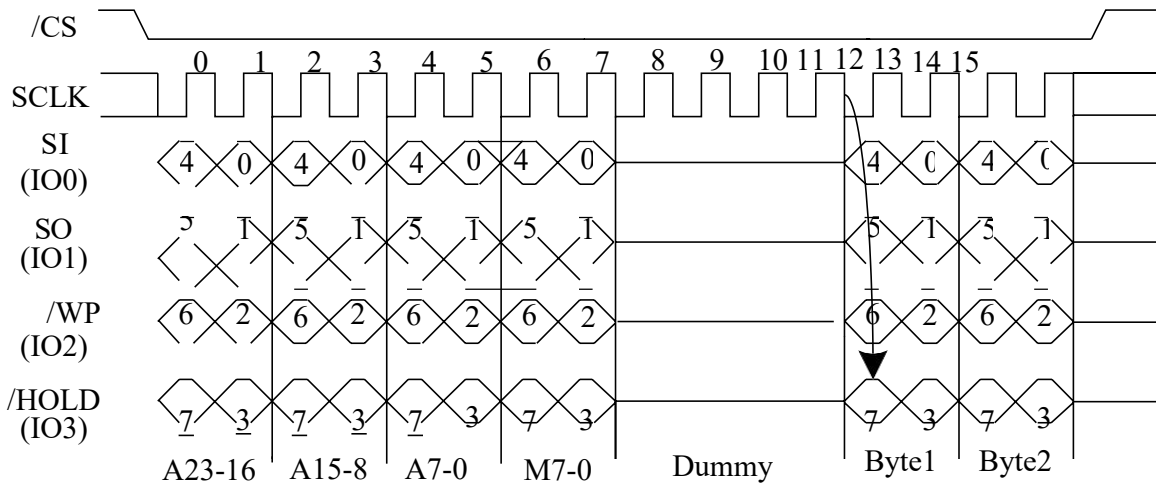 /CS
0 1 2 3 4 5 6 7 8 9 10 11 12 13 14 15
SCLK
SI
(IO0)
4 0 4 0 4 0 4 0 4 0 4 0
SO
(IO1)
5 1 5 1 5 1 5 1 5 1 5 1
/WP
(IO2)
6 2 6 2 6 2 6 2 6 2 6 2
/HOLD
(IO3)
7 3 7 3 7 3 7 3 7 3 7 3
A23-16 A15-8 A7-0 M7-0 Dummy Byte1 Byte2